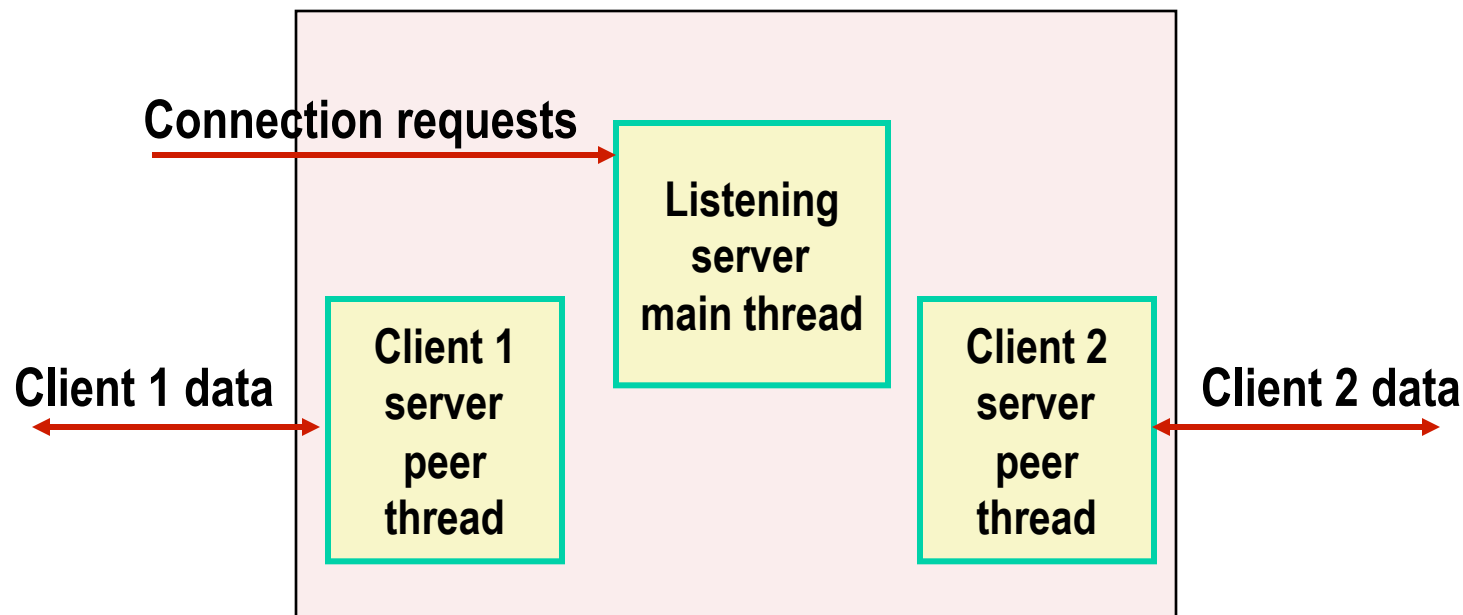 Connection requests
Listening
server
main thread
Client 1 data
Client 1
server
peer
thread
Client 2
server
peer
thread
Client 2 data